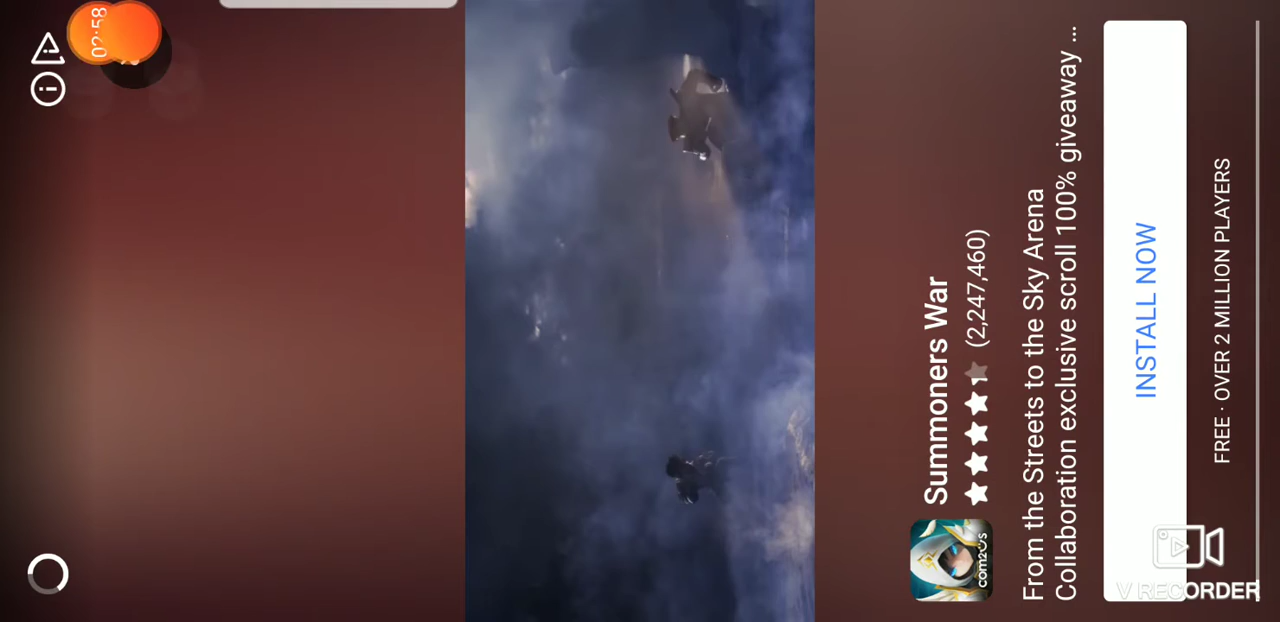 02:58
Summoners War
(2,247,460)
From the Streets to the Sky Arena
Collaboration exclusive scroll 100% giveaway ...
INSTALL NOW
FREE · OVER 2 MILLION PLAYERS
com2us
V RECORDER